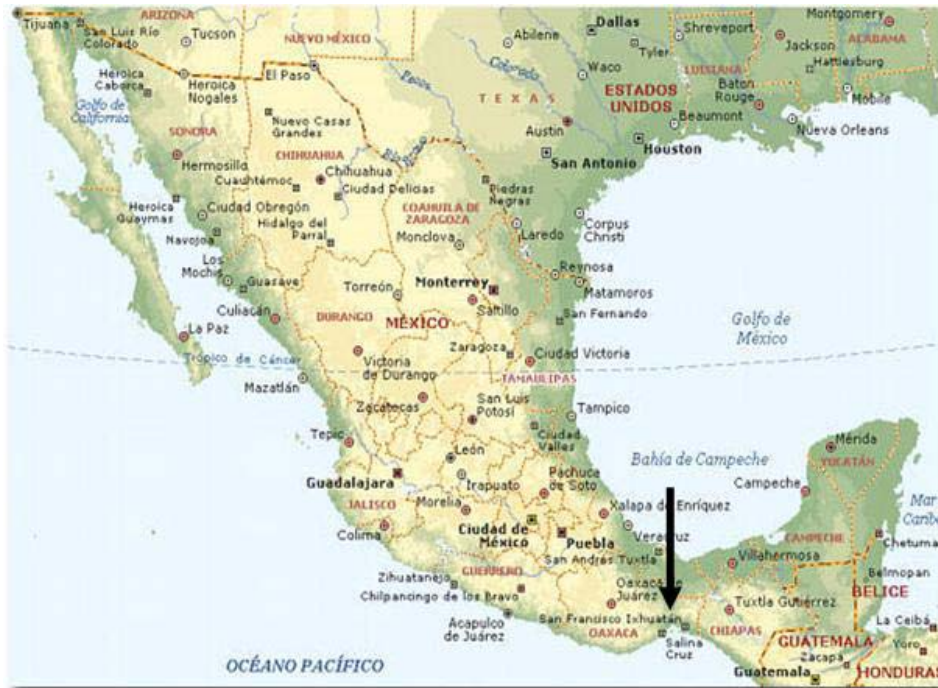 ARIZONA
Tijuana
San Luis Río
Colorado
Tucson
NUEVO MÉXICO
Abilene
Dallas
Tyler
Shreveport
Jackson
Montgomery
ALABAMA
Hattiesburg
Heroica
Caborca
Heroica
Nogales
El Paso
Pecos
Colorado
Waco
LUISIANA
Baton
Rouge
Mobile
Golfo de
California
TEXAS
ESTADOS
UNIDOS
Beaumont
Nueva Orleans
Nuevo Casas
Grandes
Austin
Houston
San Antonio
SONORA
Hermosillo
CHIHUAHUA
Chihuahua
Cuauhtémoc
Ciudad Delicias
Piedras
Negras
Heroica
Guaymas
Ciudad Obregón
Hidalgo del
Parral
COAHUILA DE
ZARAGOZA
Monclova
Laredo
Corpus
Christi
Navojoa
Los
Mochis
Guasave
Reynosa
Matamoros
Torreón
Monterrey
Saltillo
San Fernando
Culiacán
DURANGO
MÉXICO
La Paz
Golfo de
México
Trópico de Cáncer
Zaragoza
Ciudad Victoria
Victoria
de Durango
TAMAULIPAS
Mazatlán
Zacatecas
San Luis
Potosí
Tampico
Ciudad
Valles
Tepic
León
Mérida
YUCATÁN
Bahía de Campeche
Guadalajara
Irapuato
Pachuca
de Soto
Campeche
JALISCO
Morelia
Xalapa de Enríquez
Mar
Caribe
Colima
Ciudad de
México
Puebla
Veracruz
CAMPECHE
Chetuma
San Andrés Tuxtla
Villahermosa
Zihuatanejo
GUERRERO
Chilpancingo de los Bravo
Oaxaca de
Juárez
Belmopan
BELICE
Tuxtla Gutiérrez
Acapulco
de Juárez
San Francisco Ixhuatán
OAXACA
Salina
Cruz
CHIAPAS
GUATEMALA
La Ceibá
Yoro
Zacapa
OCÉANO PACÍFICO
Guatemala
HONDURAS